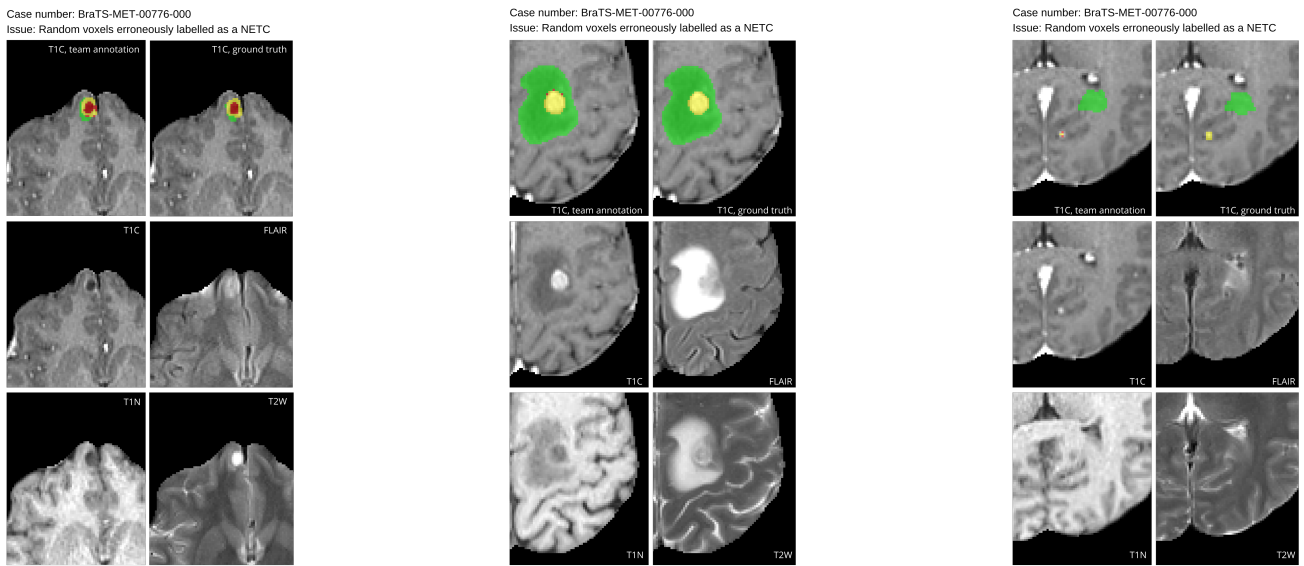 Case number: BraTS-MET-00776-000
Issue: Random voxels erroneously labelled as a NETC
T1C, team annotation
T1C, ground truth
T1C
FLAIR
T1N
T2W
Case number: BraTS-MET-00776-000
Issue: Random voxels erroneously labelled as a NETC
T1C, team annotation
T1C, ground truth
T1C
FLAIR
T1N
T2W
Case number: BraTS-MET-00776-000
Issue: Random voxels erroneously labelled as a NETC
T1C, team annotation
T1C, ground truth
T1C
FLAIR
T1N
T2W